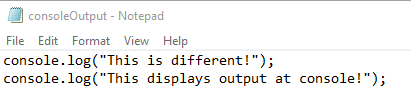 consoleOutput - Notepad
File Edit Format View Help
console.log("This is different!");
console.log("This displays output at console!");